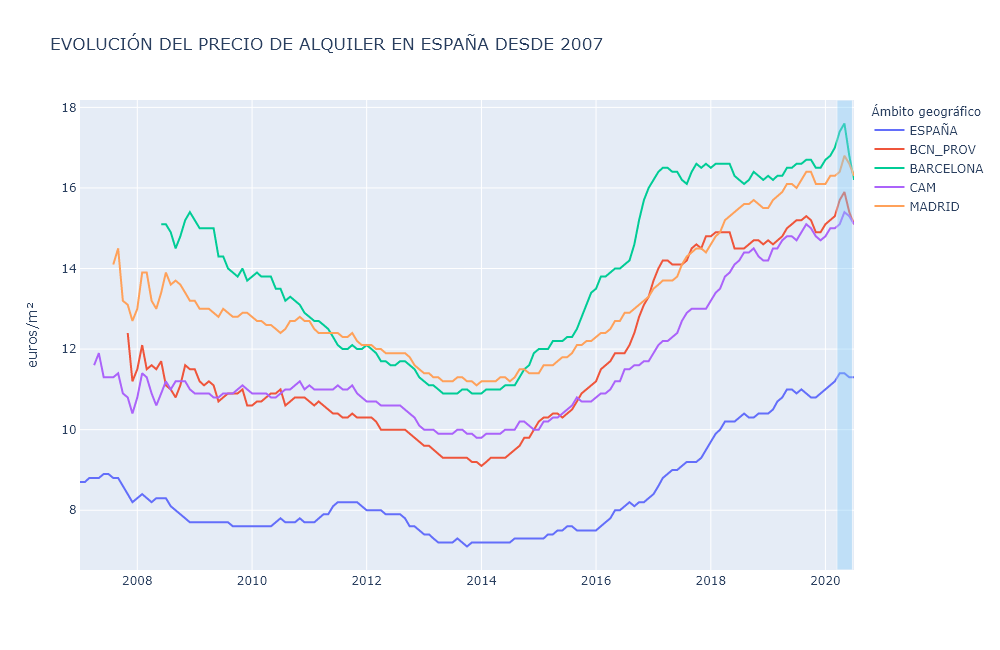 EVOLUCIÓN DEL PRECIO DE ALQUILER EN ESPAÑA DESDE 2007
Ámbito geográfico
ESPAÑA
BCN_PROV
BARCELONA
CAM
MADRID
euros/m²
18
16
14
12
10
8
2008 2010 2012 2014 2016 2018 2020